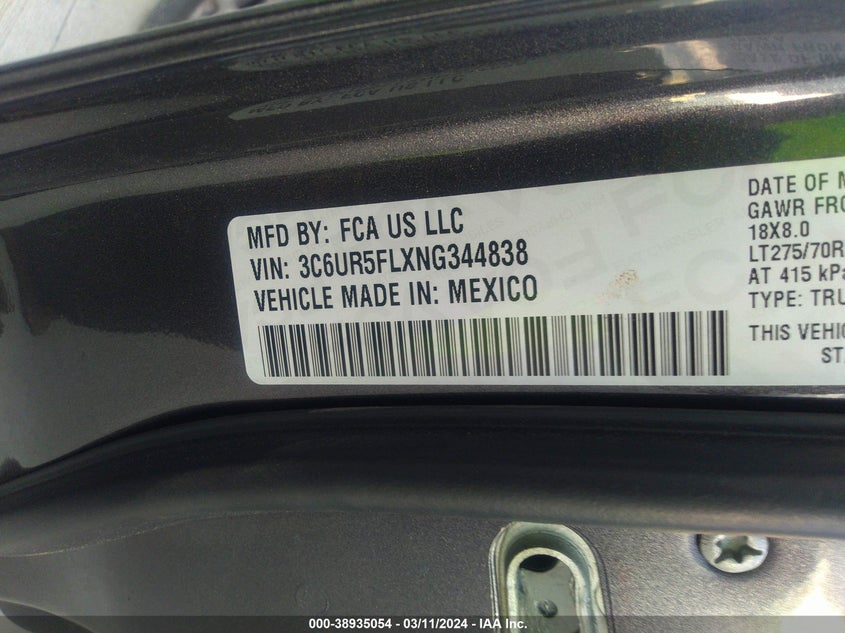 MFD BY: FCA US LLC
VIN: 3C6UR5FLXNG344838
VEHICLE MADE IN: MEXICO
DATE OF M
GAWR FRO
18X8.0
LT275/70R
AT 415 kPa
TYPE: TRU
THIS VEHIC
ST
000-38935054 - 03/11/2024 - IAA Inc.